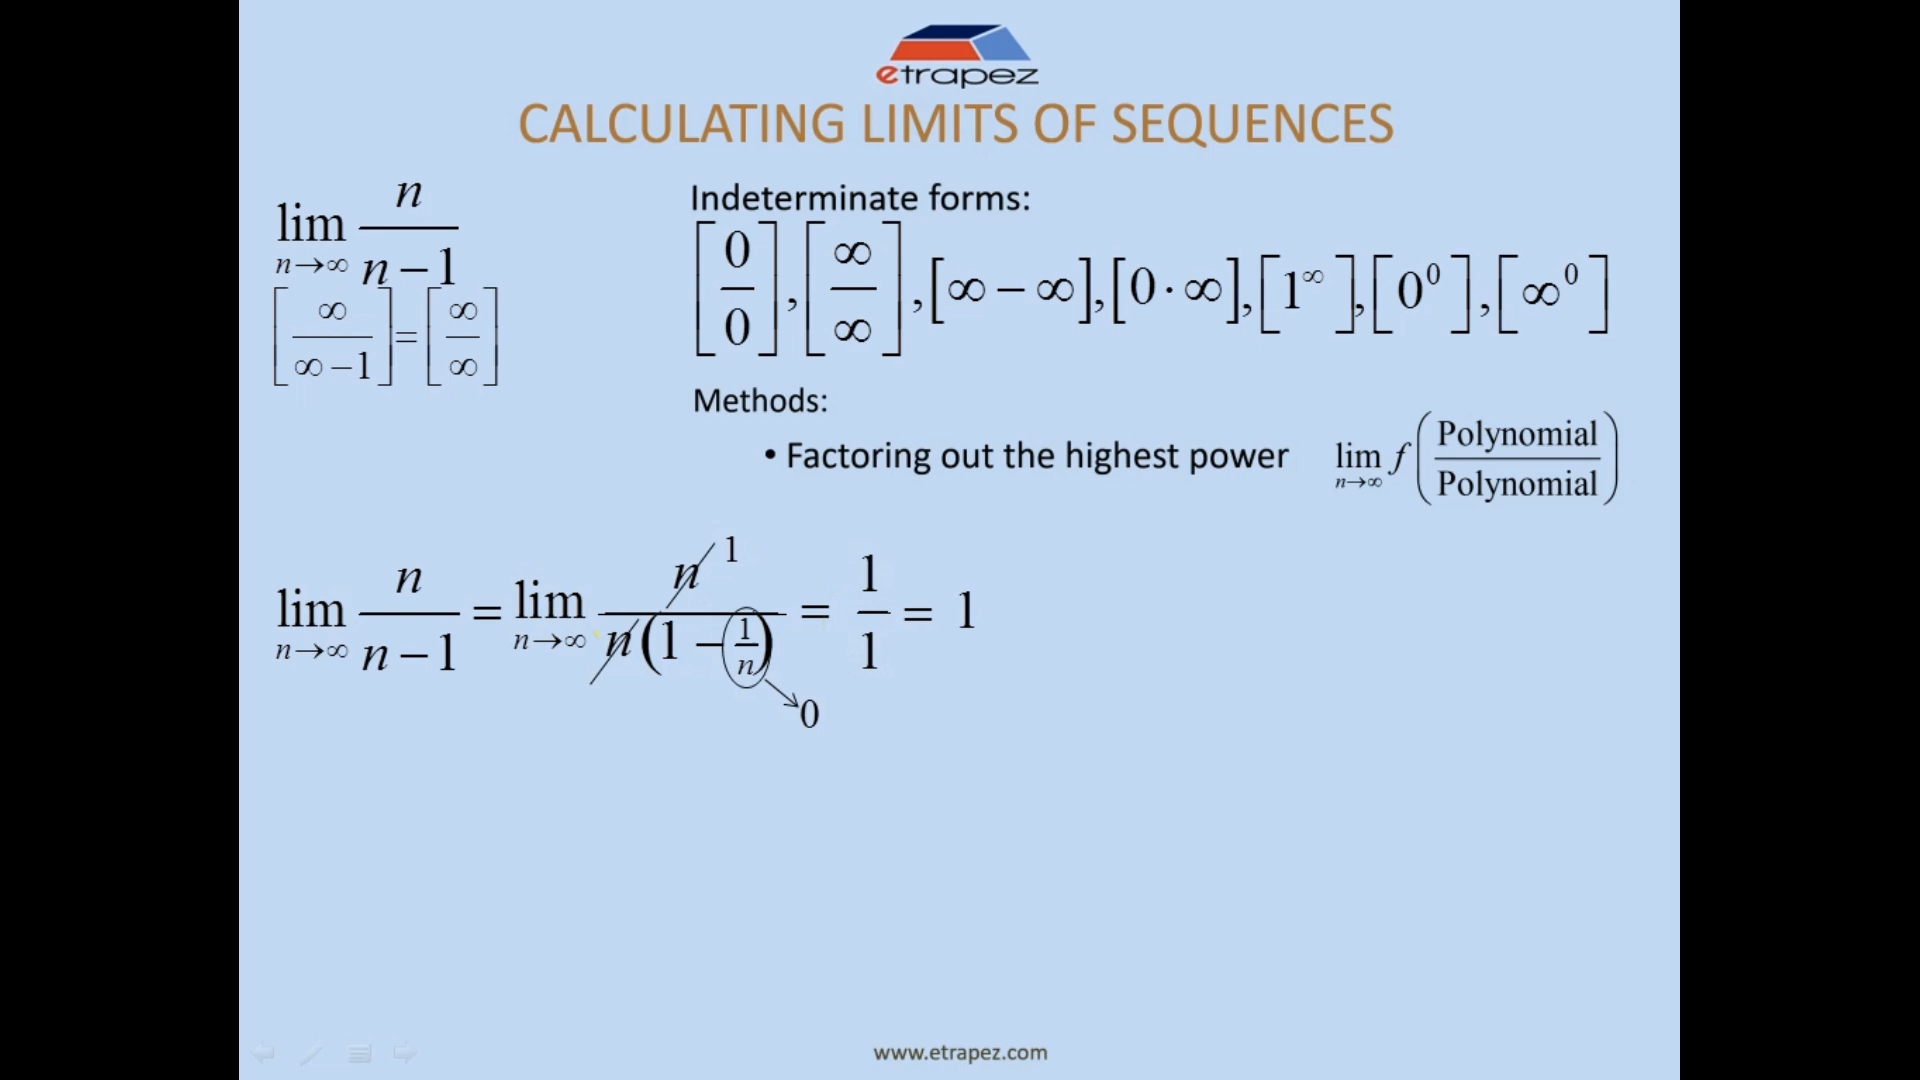 etrapez
CALCULATING LIMITS OF SEQUENCES
lim n→∞ n/(n − 1)
[∞/(∞ − 1)] = [∞/∞]
Indeterminate forms:
[0/0], [∞/∞], [∞ − ∞], [0 · ∞], [1^∞], [0^0], [∞^0]
Methods:
• Factoring out the highest power lim n→∞ f(Polynomial/Polynomial)
lim n→∞ n/(n − 1) = lim n→∞ n 1/(n(1 − 1/n)) = 1/1 = 1
0
www.etrapez.com